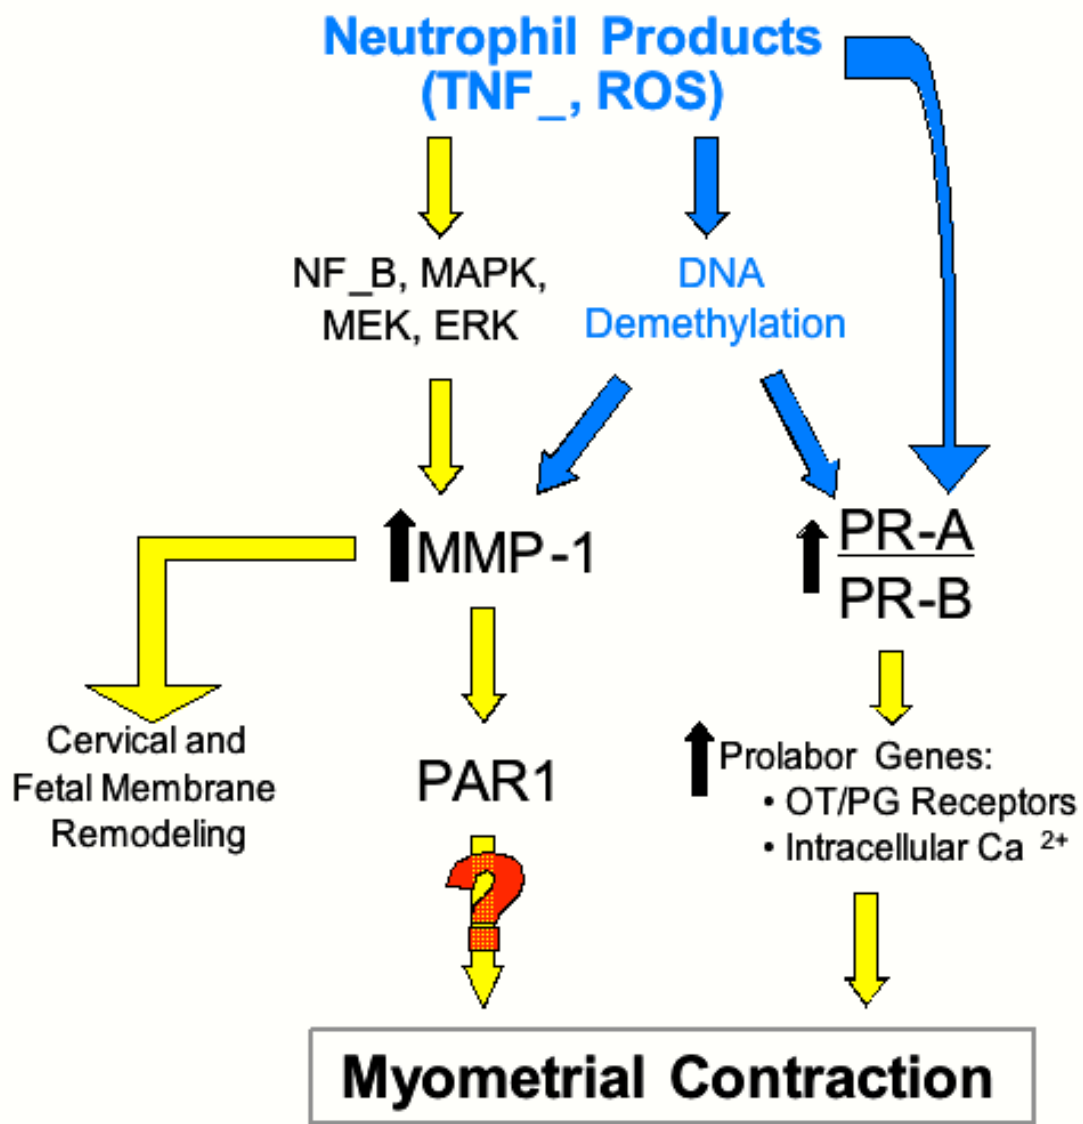 Neutrophil Products
(TNF_, ROS)
NF_B, MAPK,
MEK, ERK
DNA
Demethylation
MMP-1
PR-A
PR-B
Cervical and
Fetal Membrane
Remodeling
PAR1
Prolabor Genes:
• OT/PG Receptors
• Intracellular Ca 2+
?
Myometrial Contraction